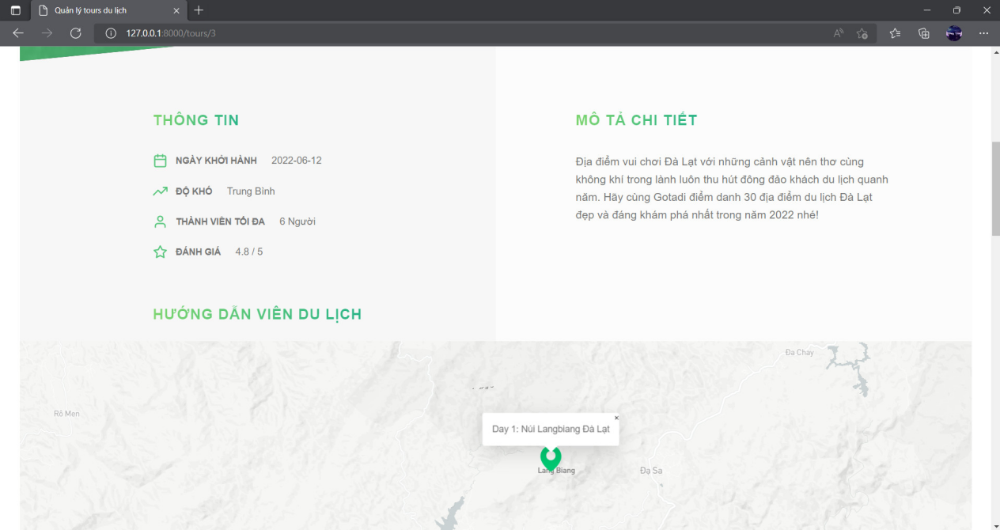 Quản lý tours du lịch
127.0.0.1:8000/tours/3
THÔNG TIN
NGÀY KHỞI HÀNH 2022-06-12
ĐỘ KHÓ Trung Bình
THÀNH VIÊN TỐI ĐA 6 Người
ĐÁNH GIÁ 4.8 / 5
HƯỚNG DẪN VIÊN DU LỊCH
MÔ TẢ CHI TIẾT
Địa điểm vui chơi Đà Lạt với những cảnh vật nên thơ cùng
không khí trong lành luôn thu hút đông đảo khách du lịch quanh
năm. Hãy cùng Gotadi điểm danh 30 địa điểm du lịch Đà Lạt
đẹp và đáng khám phá nhất trong năm 2022 nhé!
Đa Chay
Rô Men
Day 1: Núi Langbiang Đà Lạt
Lang Biang
Đạ Sa